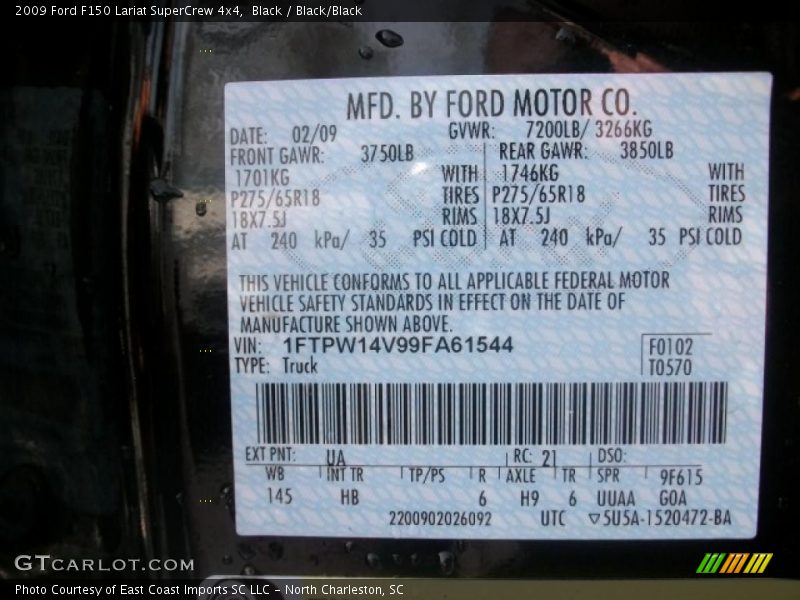 2009 Ford F150 Lariat SuperCrew 4x4,  Black / Black/Black
MFD. BY FORD MOTOR CO.
DATE: 02/09 GVWR: 7200LB/ 3266KG
FRONT GAWR: 3750LB REAR GAWR: 3850LB
1701KG WITH 1746KG WITH
P275/65R18 TIRES P275/65R18 TIRES
18X7.5J RIMS 18X7.5J RIMS
AT 240 kPa/ 35 PSI COLD AT 240 kPa/ 35 PSI COLD
THIS VEHICLE CONFORMS TO ALL APPLICABLE FEDERAL MOTOR
VEHICLE SAFETY STANDARDS IN EFFECT ON THE DATE OF
MANUFACTURE SHOWN ABOVE.
VIN: 1FTPW14V99FA61544 F0102
TYPE: Truck T0570
EXT PNT: UA RC: 21 DSO:
WB INT TR TP/PS R AXLE TR SPR 9F615
145 HB 6 H9 6 UUAA GOA
2200902026092 UTC ▽5U5A-1520472-BA
GTCARLOT.COM
Photo Courtesy of East Coast Imports SC LLC - North Charleston, SC